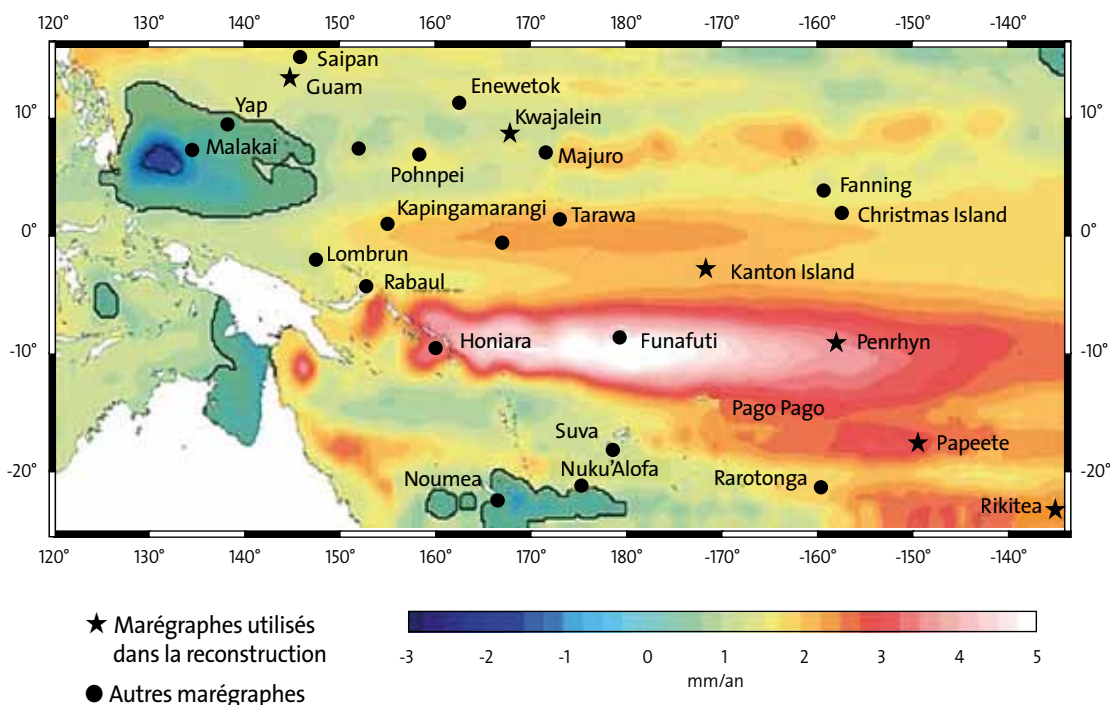 120° 130° 140° 150° 160° 170° 180° -160° -150° -140°
Saipan
Guam
Enewetok
10° Yap Kwajalein 10°
Malakai Majuro
Pohnpei Fanning
Kapingamarangi Tarawa Christmas Island
0° 0°
Lombrun Kanton Island
Rabaul
-10° Honiara Funafuti Penrhyn -10°
Pago Pago
Suva Papeete
-20° Noumea Nuku'Alofa Rarotonga -20°
Rikitea
120° 130° 140° 150° 160° 170° 180° -160° -150° -140°
Marégraphes utilisés
dans la reconstruction
Autres marégraphes
-3 -2 -1 0 1 2 3 4 5
mm/an